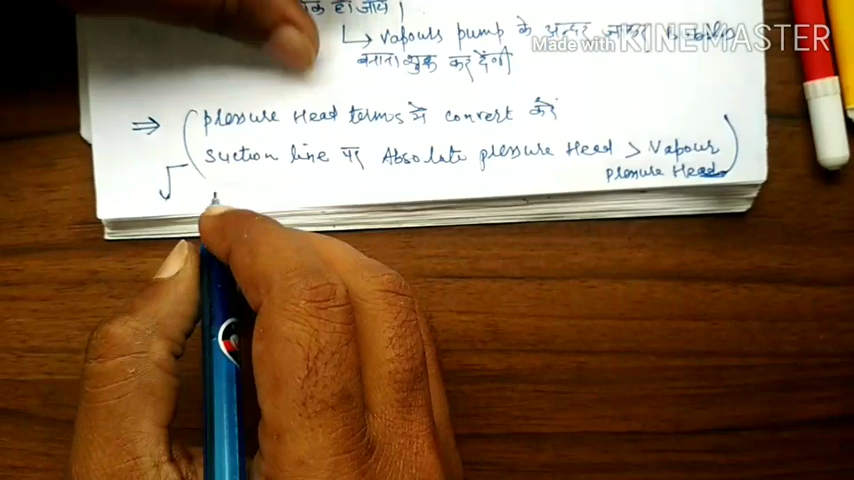 हो जाय।
↳ vapours pump के अन्दर जाकर
बनाना शुरू कर देंगी
Made with KINEMASTER
⇒ (pressure Head terms में convert करें
suction line पर Absolute pressure Head > vapour
pressure Head)